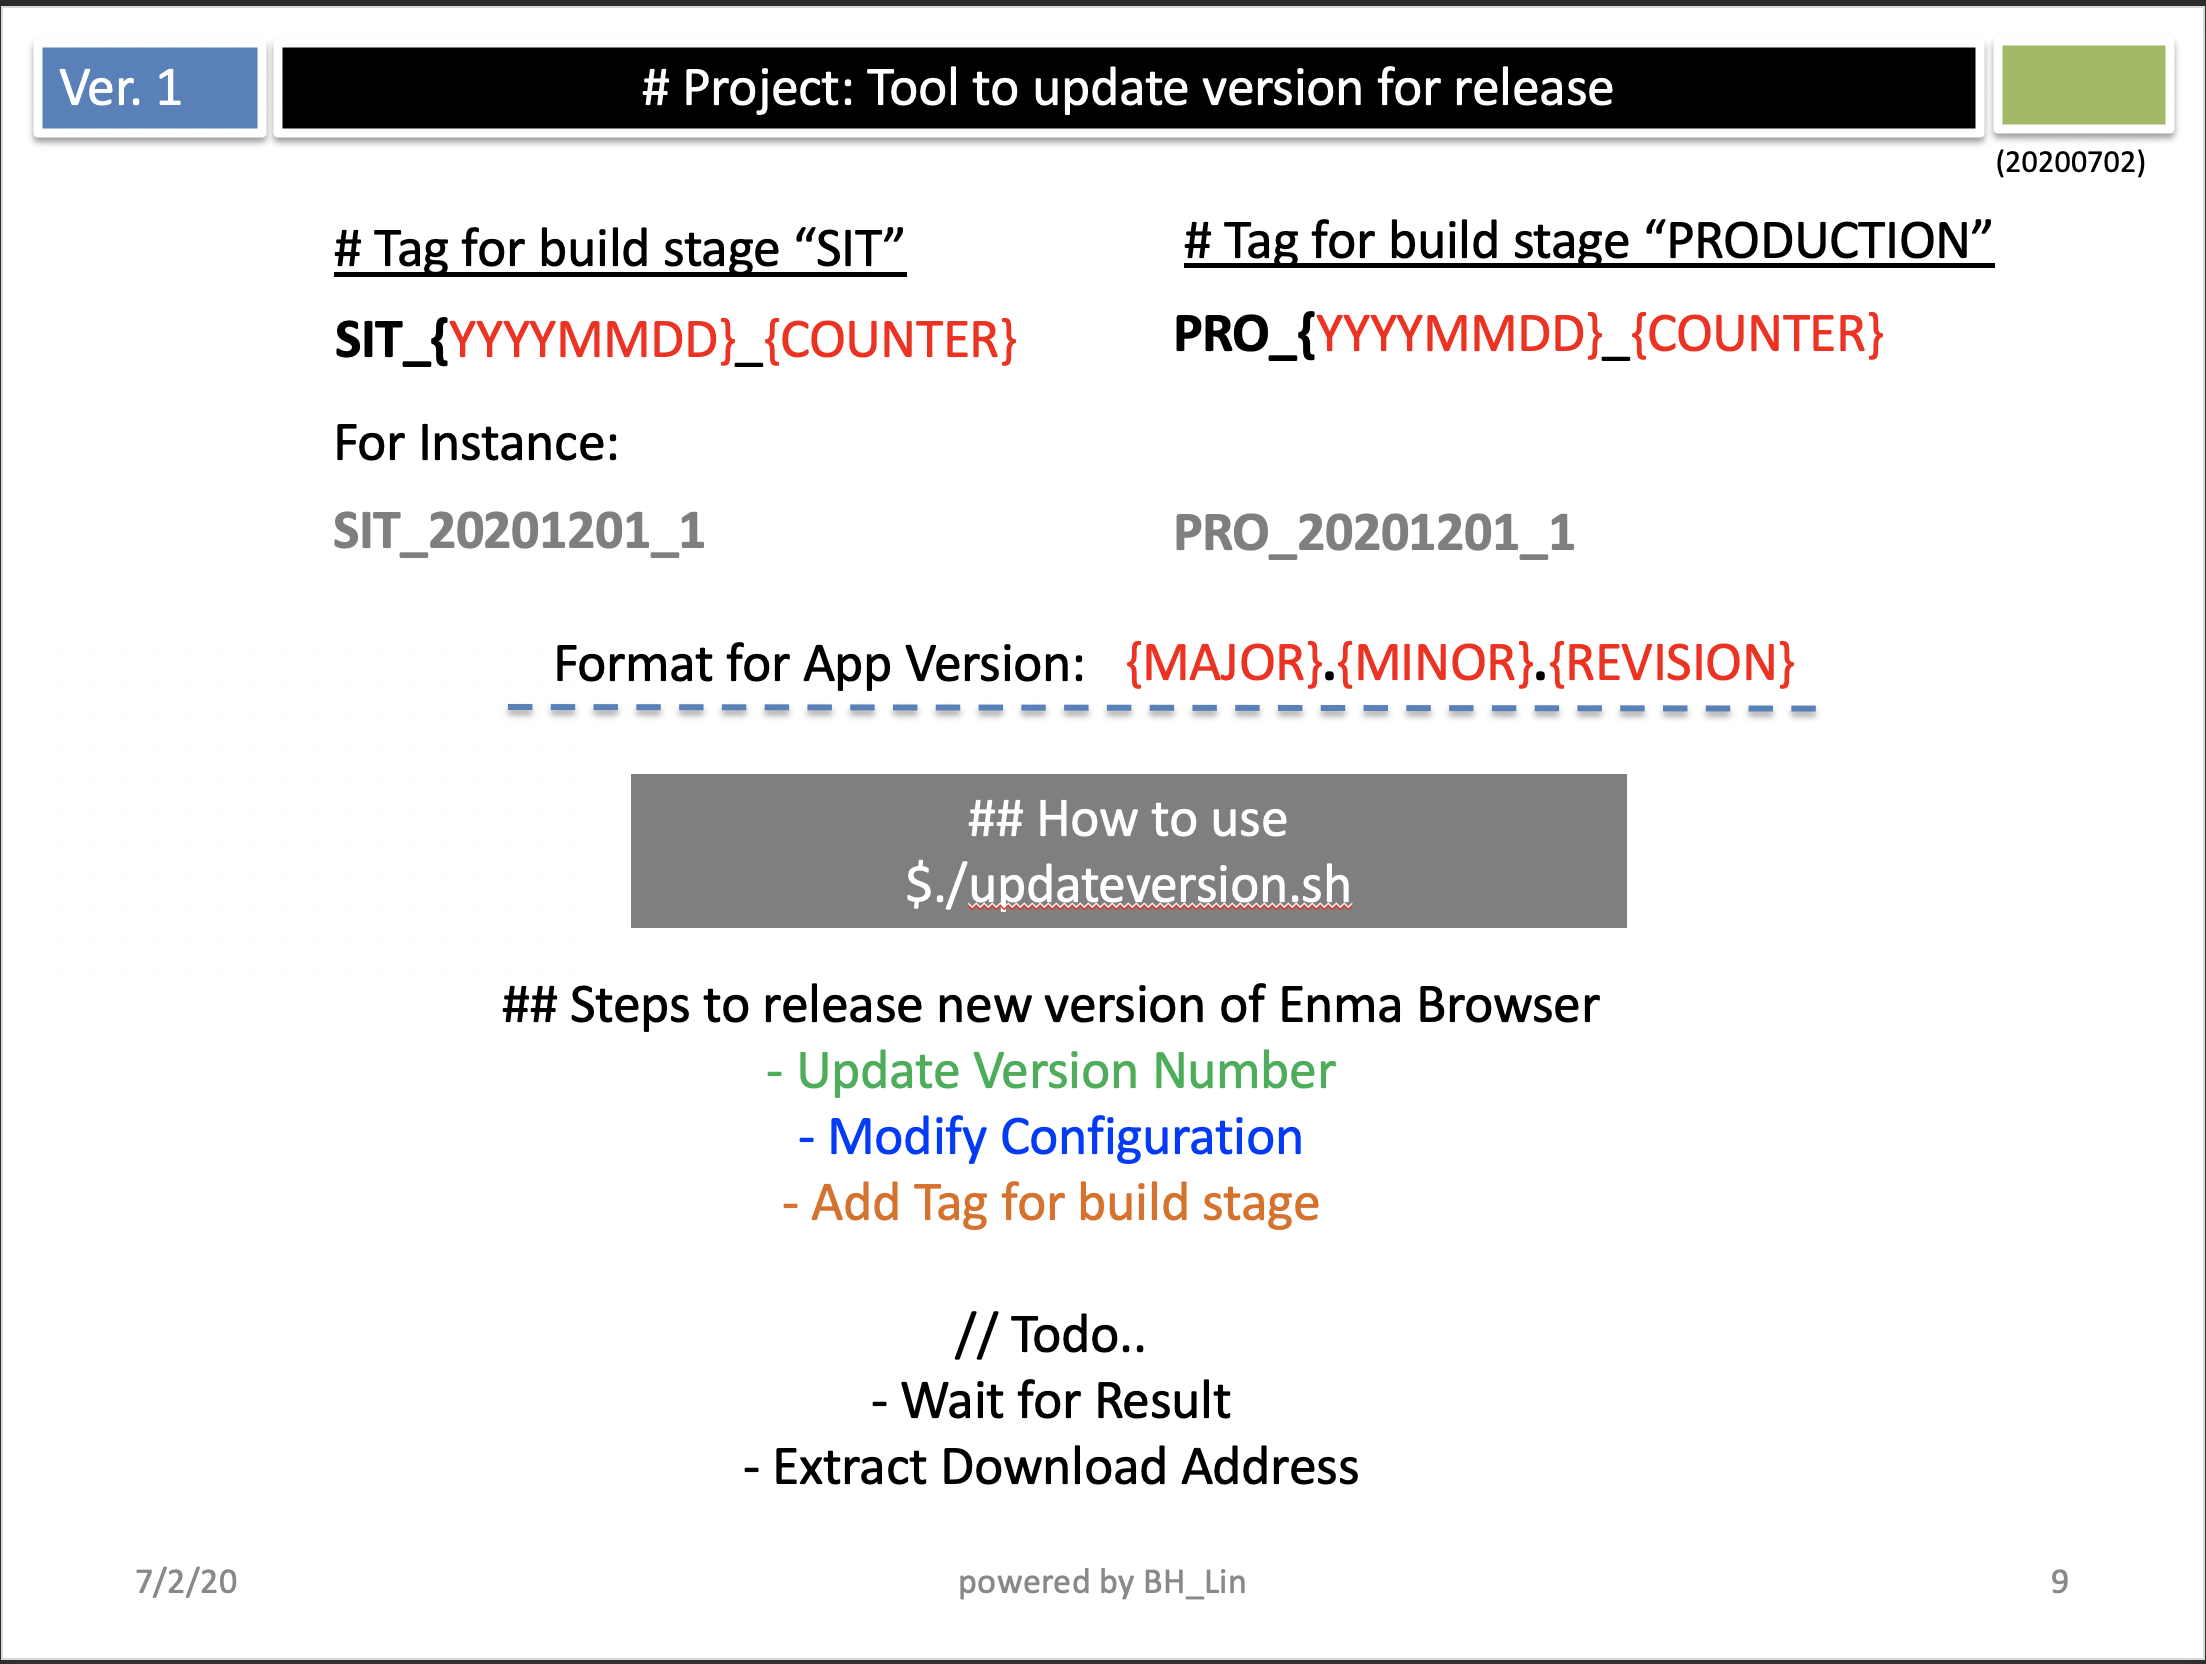 Ver. 1
# Project: Tool to update version for release
(20200702)
# Tag for build stage “SIT”
# Tag for build stage “PRODUCTION”
SIT_{YYYYMMDD}_{COUNTER}
PRO_{YYYYMMDD}_{COUNTER}
For Instance:
SIT_20201201_1
PRO_20201201_1
Format for App Version: {MAJOR}.{MINOR}.{REVISION}
## How to use
$./updateversion.sh
## Steps to release new version of Enma Browser
- Update Version Number
- Modify Configuration
- Add Tag for build stage
// Todo..
- Wait for Result
- Extract Download Address
7/2/20
powered by BH_Lin
9